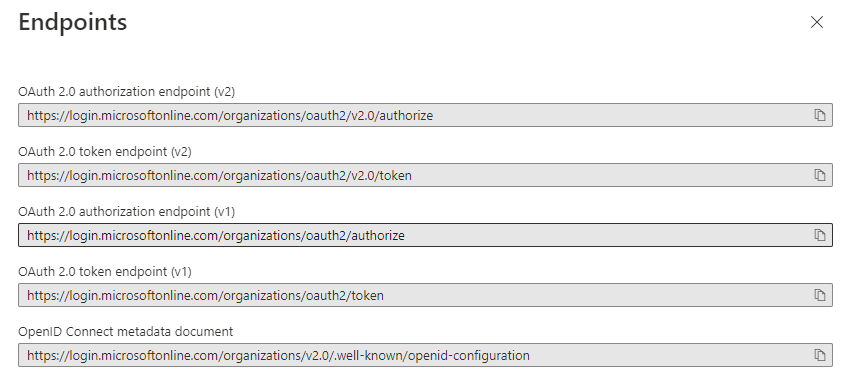 Endpoints
OAuth 2.0 authorization endpoint (v2)
https://login.microsoftonline.com/organizations/oauth2/v2.0/authorize
OAuth 2.0 token endpoint (v2)
https://login.microsoftonline.com/organizations/oauth2/v2.0/token
OAuth 2.0 authorization endpoint (v1)
https://login.microsoftonline.com/organizations/oauth2/authorize
OAuth 2.0 token endpoint (v1)
https://login.microsoftonline.com/organizations/oauth2/token
OpenID Connect metadata document
https://login.microsoftonline.com/organizations/v2.0/.well-known/openid-configuration